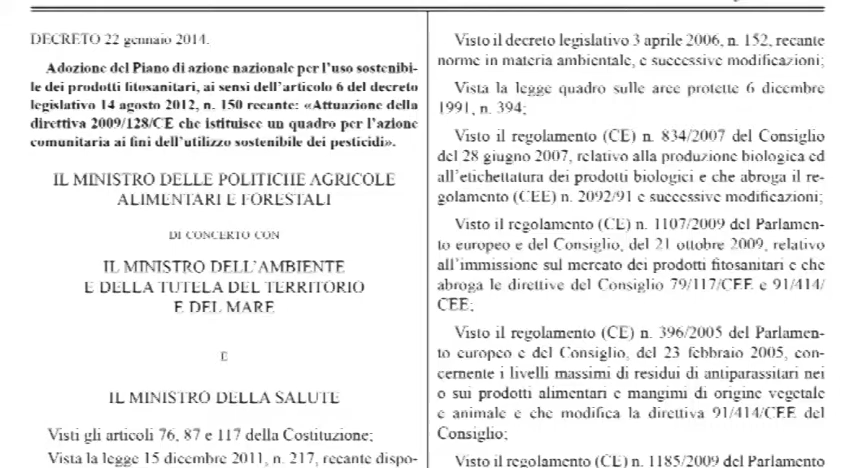 DECRETO 22 gennaio 2014.
Adozione del Piano di azione nazionale per l'uso sostenibi-
le dei prodotti fitosanitari, ai sensi dell'articolo 6 del decreto
legislativo 14 agosto 2012, n. 150 recante: «Attuazione della
direttiva 2009/128/CE che istituisce un quadro per l'azione
comunitaria ai fini dell'utilizzo sostenibile dei pesticidi».
IL MINISTRO DELLE POLITICHE AGRICOLE
ALIMENTARI E FORESTALI
DI CONCERTO CON
IL MINISTRO DELL'AMBIENTE
E DELLA TUTELA DEL TERRITORIO
E DEL MARE
E
IL MINISTRO DELLA SALUTE
Visti gli articoli 76, 87 e 117 della Costituzione;
Vista la legge 15 dicembre 2011, n. 217, recante dispo-
Visto il decreto legislativo 3 aprile 2006, n. 152, recante
norme in materia ambientale, e successive modificazioni;
Vista la legge quadro sulle aree protette 6 dicembre
1991, n. 394;
Visto il regolamento (CE) n. 834/2007 del Consiglio
del 28 giugno 2007, relativo alla produzione biologica ed
all'etichettatura dei prodotti biologici e che abroga il re-
golamento (CEE) n. 2092/91 e successive modificazioni;
Visto il regolamento (CE) n. 1107/2009 del Parlamen-
to europeo e del Consiglio, del 21 ottobre 2009, relativo
all'immissione sul mercato dei prodotti fitosanitari e che
abroga le direttive del Consiglio 79/117/CEE e 91/414/
CEE;
Visto il regolamento (CE) n. 396/2005 del Parlamen-
to europeo e del Consiglio, del 23 febbraio 2005, con-
cernente i livelli massimi di residui di antiparassitari nei
o sui prodotti alimentari e mangimi di origine vegetale
e animale e che modifica la direttiva 91/414/CEE del
Consiglio;
Visto il regolamento (CE) n. 1185/2009 del Parlamento